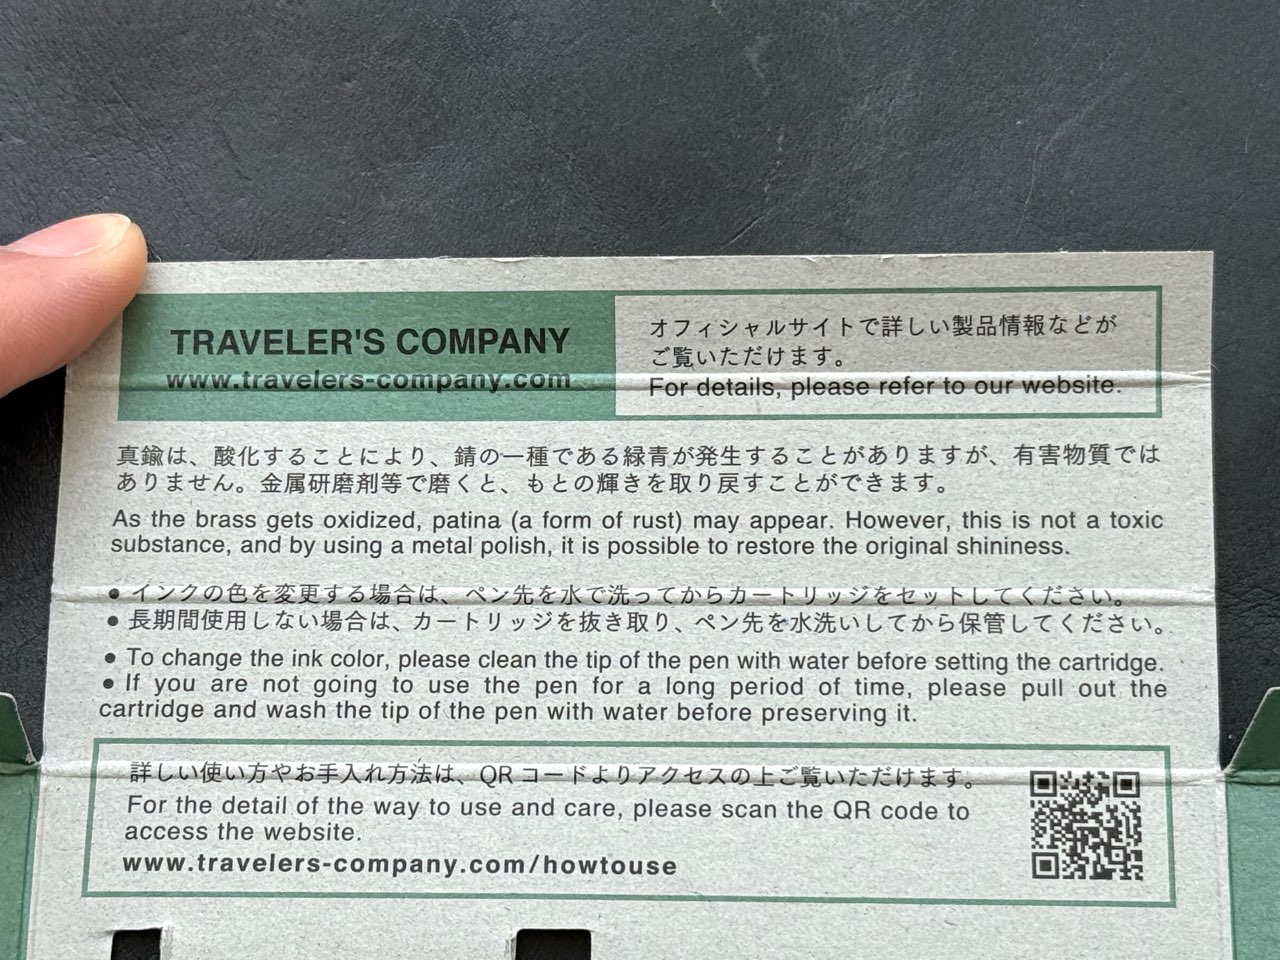 TRAVELER'S COMPANY
www.travelers-company.com
オフィシャルサイトで詳しい製品情報などが
ご覧いただけます。
For details, please refer to our website.
真鍮は、酸化することにより、錆の一種である緑青が発生することがありますが、有害物質では
ありません。金属研磨剤等で磨くと、もとの輝きを取り戻すことができます。
As the brass gets oxidized, patina (a form of rust) may appear. However, this is not a toxic
substance, and by using a metal polish, it is possible to restore the original shininess.
● インクの色を変更する場合は、ペン先を水で洗ってからカートリッジをセットしてください。
● 長期間使用しない場合は、カートリッジを抜き取り、ペン先を水洗いしてから保管してください。
● To change the ink color, please clean the tip of the pen with water before setting the cartridge.
● If you are not going to use the pen for a long period of time, please pull out the
cartridge and wash the tip of the pen with water before preserving it.
詳しい使い方やお手入れ方法は、QRコードよりアクセスの上ご覧いただけます。
For the detail of the way to use and care, please scan the QR code to
access the website.
www.travelers-company.com/howtouse